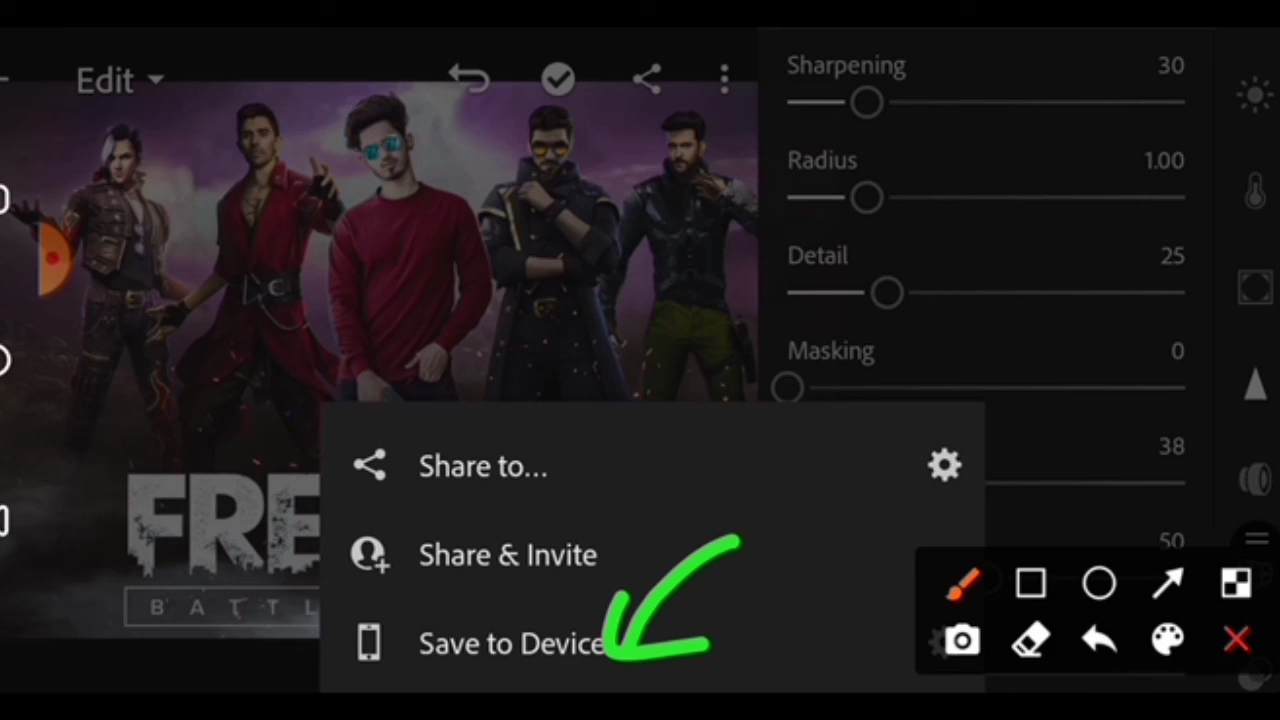 Edit
Sharpening 30
Radius 1.00
Detail 25
Masking 0
38
50
FRE
BATTL
Share to...
Share & Invite
Save to Device